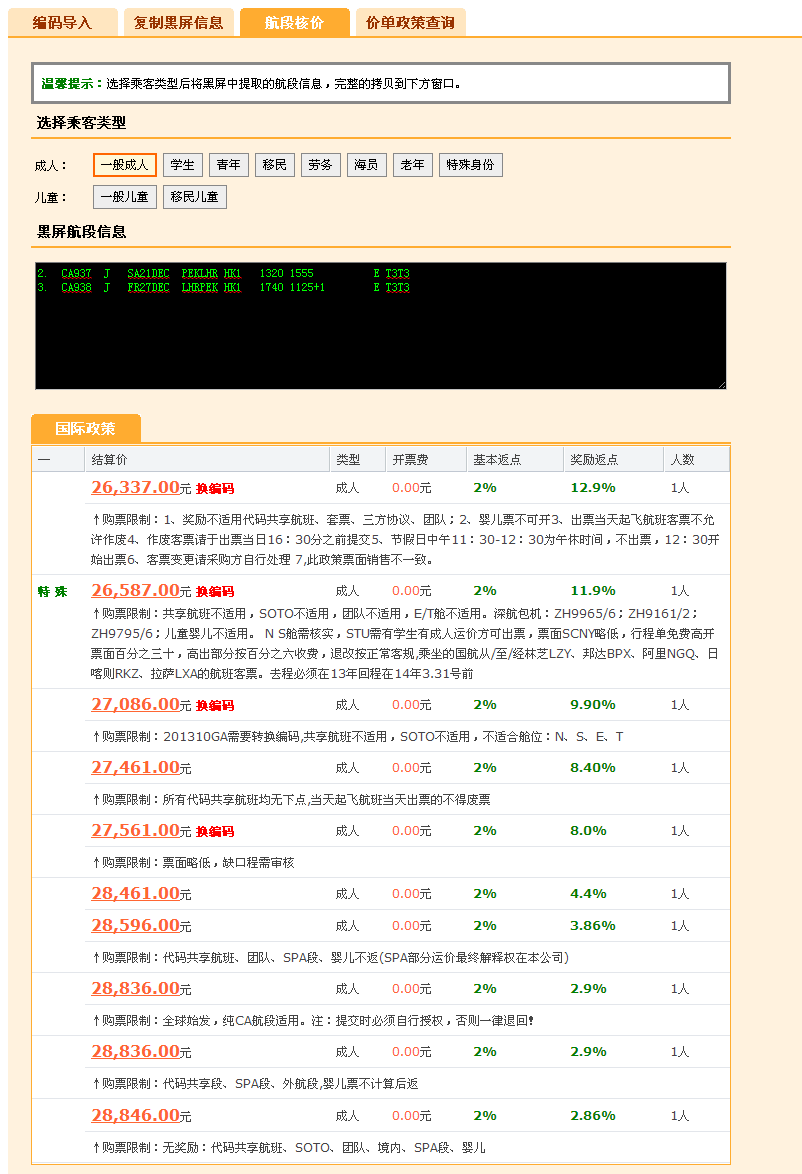 编码导入 复制黑屏信息 航段核价 价单政策查询
温馨提示：选择乘客类型后将黑屏中提取的航段信息，完整的拷贝到下方窗口。
选择乘客类型
成人： 一般成人 学生 青年 移民 劳务 海员 老年 特殊身份
儿童： 一般儿童 移民儿童
黑屏航段信息
2. CA937 J SA21DEC PEKLHR HK1 1320 1555 E T3T3
3. CA938 J FR27DEC LHRPEK HK1 1740 1125+1 E T3T3
国际政策
— 结算价 类型 开票费 基本返点 奖励返点 人数
26,337.00元 换编码 成人 0.00元 2% 12.9% 1人
↑购票限制：1、奖励不适用代码共享航班、套票、三方协议、团队；2、婴儿票不可开3、出票当天起飞航班客票不允
许作废4、作废客票请于出票当日16：30分之前提交5、节假日中午11：30-12：30为午休时间，不出票，12：30开
始出票6、客票变更请采购方自行处理 7,此政策票面销售不一致。
特 殊 26,587.00元 换编码 成人 0.00元 2% 11.9% 1人
↑购票限制：共享航班不适用，SOTO不适用，团队不适用，E/T舱不适用。深航包机：ZH9965/6；ZH9161/2；
ZH9795/6；儿童婴儿不适用。 N S舱需核实，STU需有学生有成人运价方可出票，票面SCNY略低，行程单免费高开
票面百分之三十，高出部分按百分之六收费，退改按正常客规,乘坐的国航从/至/经林芝LZY、邦达BPX、阿里NGQ、日
喀则RKZ、拉萨LXA的航班客票。去程必须在13年回程在14年3.31号前
27,086.00元 换编码 成人 0.00元 2% 9.90% 1人
↑购票限制：201310GA需要转换编码,共享航班不适用，SOTO不适用，不适合舱位：N、S、E、T
27,461.00元 成人 0.00元 2% 8.40% 1人
↑购票限制：所有代码共享航班均无下点,当天起飞航班当天出票的不得废票
27,561.00元 换编码 成人 0.00元 2% 8.0% 1人
↑购票限制：票面略低，缺口程需审核
28,461.00元 成人 0.00元 2% 4.4% 1人
28,596.00元 成人 0.00元 2% 3.86% 1人
↑购票限制：代码共享航班、团队、SPA段、婴儿不返(SPA部分运价最终解释权在本公司)
28,836.00元 成人 0.00元 2% 2.9% 1人
↑购票限制：全球始发，纯CA航段适用。注：提交时必须自行授权，否则一律退回！
28,836.00元 成人 0.00元 2% 2.9% 1人
↑购票限制：代码共享段、SPA段、外航段,婴儿票不计算后返
28,846.00元 成人 0.00元 2% 2.86% 1人
↑购票限制：无奖励：代码共享航班、SOTO、团队、境内、SPA段、婴儿